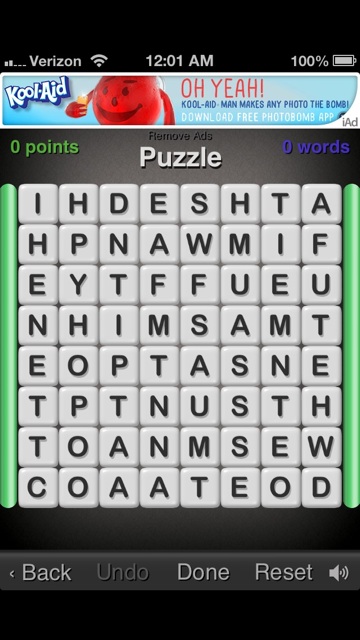 Verizon 12:01 AM 100%
Kool-Aid
OH YEAH!
KOOL-AID MAN MAKES ANY PHOTO THE BOMB!
DOWNLOAD FREE PHOTOBOMB APP
iAd
Remove Ads
0 points Puzzle 0 words
I H D E S H T A
H P N A W M I F
E Y T F F U E U
N H I M S A M T
E O P T A S N E
T P T N U S T H
T O A N M S E W
C O A A T E O D
‹ Back Undo Done Reset